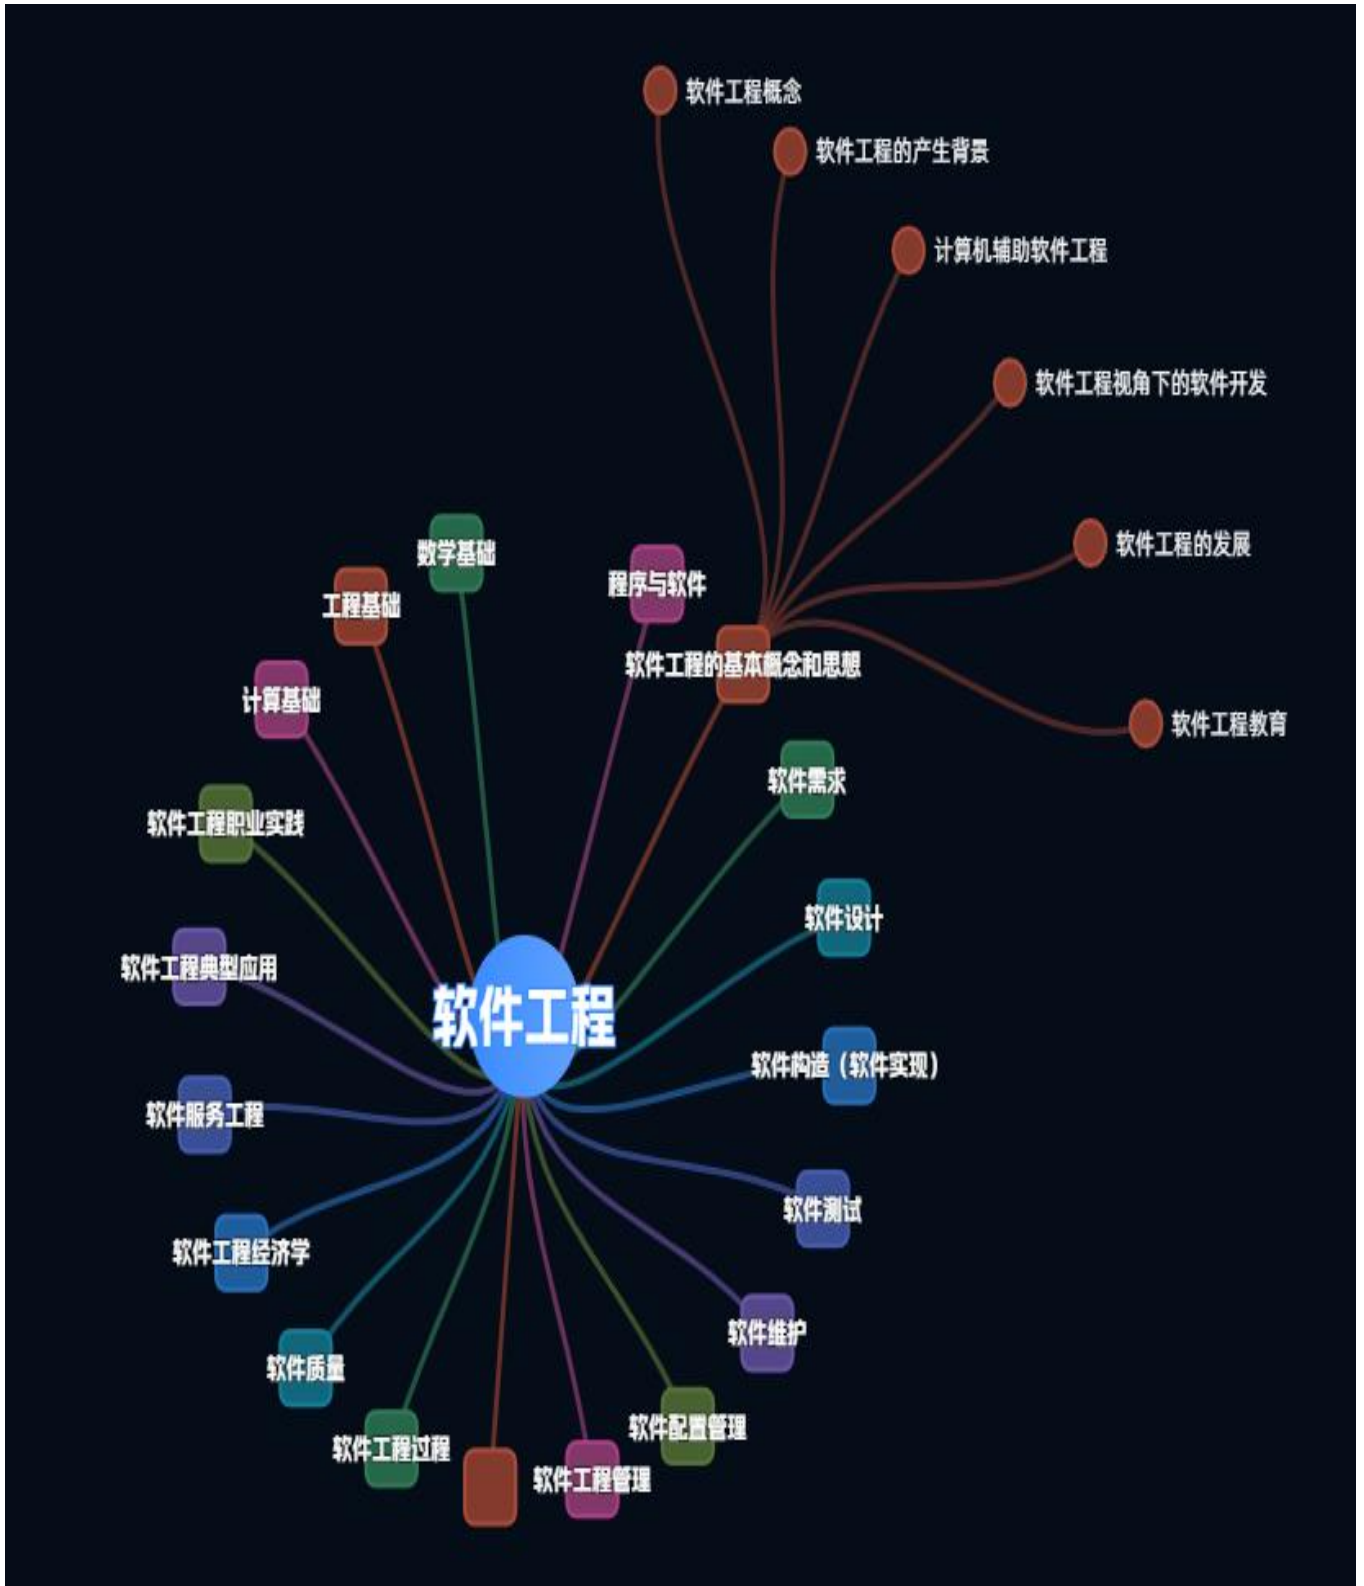 软件工程概念
软件工程的产生背景
计算机辅助软件工程
软件工程视角下的软件开发
软件工程的发展
数学基础
程序与软件
工程基础
软件工程的基本概念和思想
计算基础
软件工程教育
软件需求
软件工程职业实践
软件设计
软件工程典型应用
软件工程
软件构造（软件实现）
软件服务工程
软件测试
软件工程经济学
软件维护
软件质量
软件配置管理
软件工程过程
软件工程管理